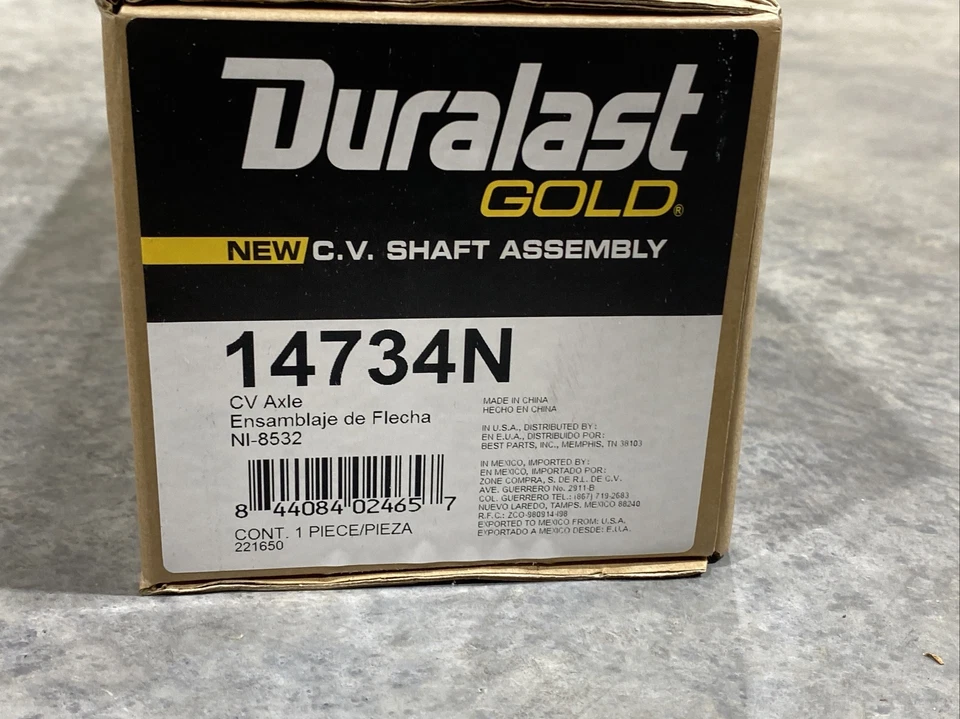 Duralast
GOLD®
NEW C.V. SHAFT ASSEMBLY
14734N
CV Axle
Ensamblaje de Flecha
NI-8532
8 44084 02465 7
CONT. 1 PIECE/PIEZA
221650
MADE IN CHINA
HECHO EN CHINA
IN U.S.A., DISTRIBUTED BY:
EN E.U.A., DISTRIBUIDO POR:
BEST PARTS, INC., MEMPHIS, TN 38103
IN MEXICO, IMPORTED BY:
EN MEXICO, IMPORTADO POR:
ZONE COMPRA, S. DE R.L. DE C.V.
AVE. GUERRERO No. 2911-B
COL. GUERRERO TEL.: (867) 719-2683
NUEVO LAREDO, TAMPS. MEXICO 88240
R.F.C.: ZCO-980914-I98
EXPORTED TO MEXICO FROM: U.S.A.
EXPORTADO A MEXICO DESDE: E.U.A.